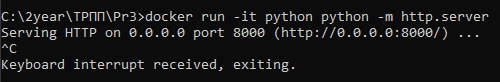 C:\2year\ТРПП\Pr3>docker run -it python python -m http.server
Serving HTTP on 0.0.0.0 port 8000 (http://0.0.0.0:8000/) ...
^C
Keyboard interrupt received, exiting.